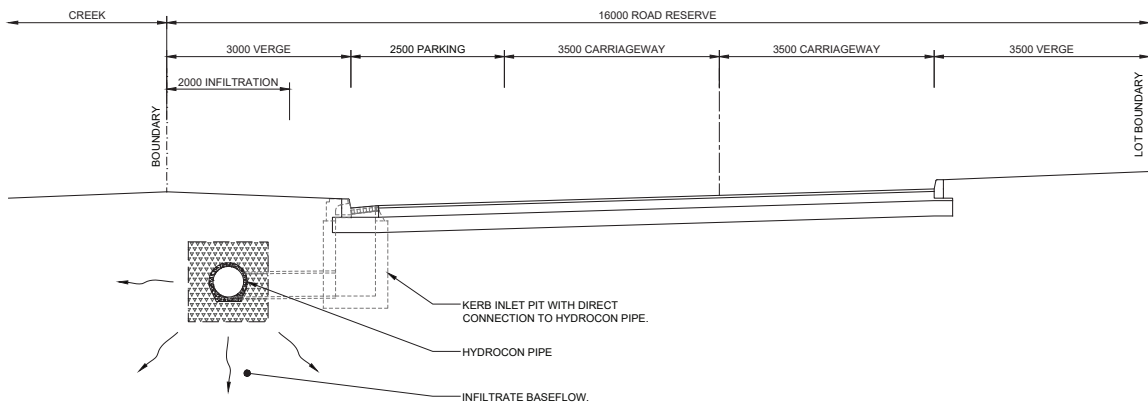 CREEK
16000 ROAD RESERVE
3000 VERGE
2500 PARKING
3500 CARRIAGEWAY
3500 CARRIAGEWAY
3500 VERGE
2000 INFILTRATION
BOUNDARY
LOT BOUNDARY
KERB INLET PIT WITH DIRECT
CONNECTION TO HYDROCON PIPE.
HYDROCON PIPE
INFILTRATE BASEFLOW.